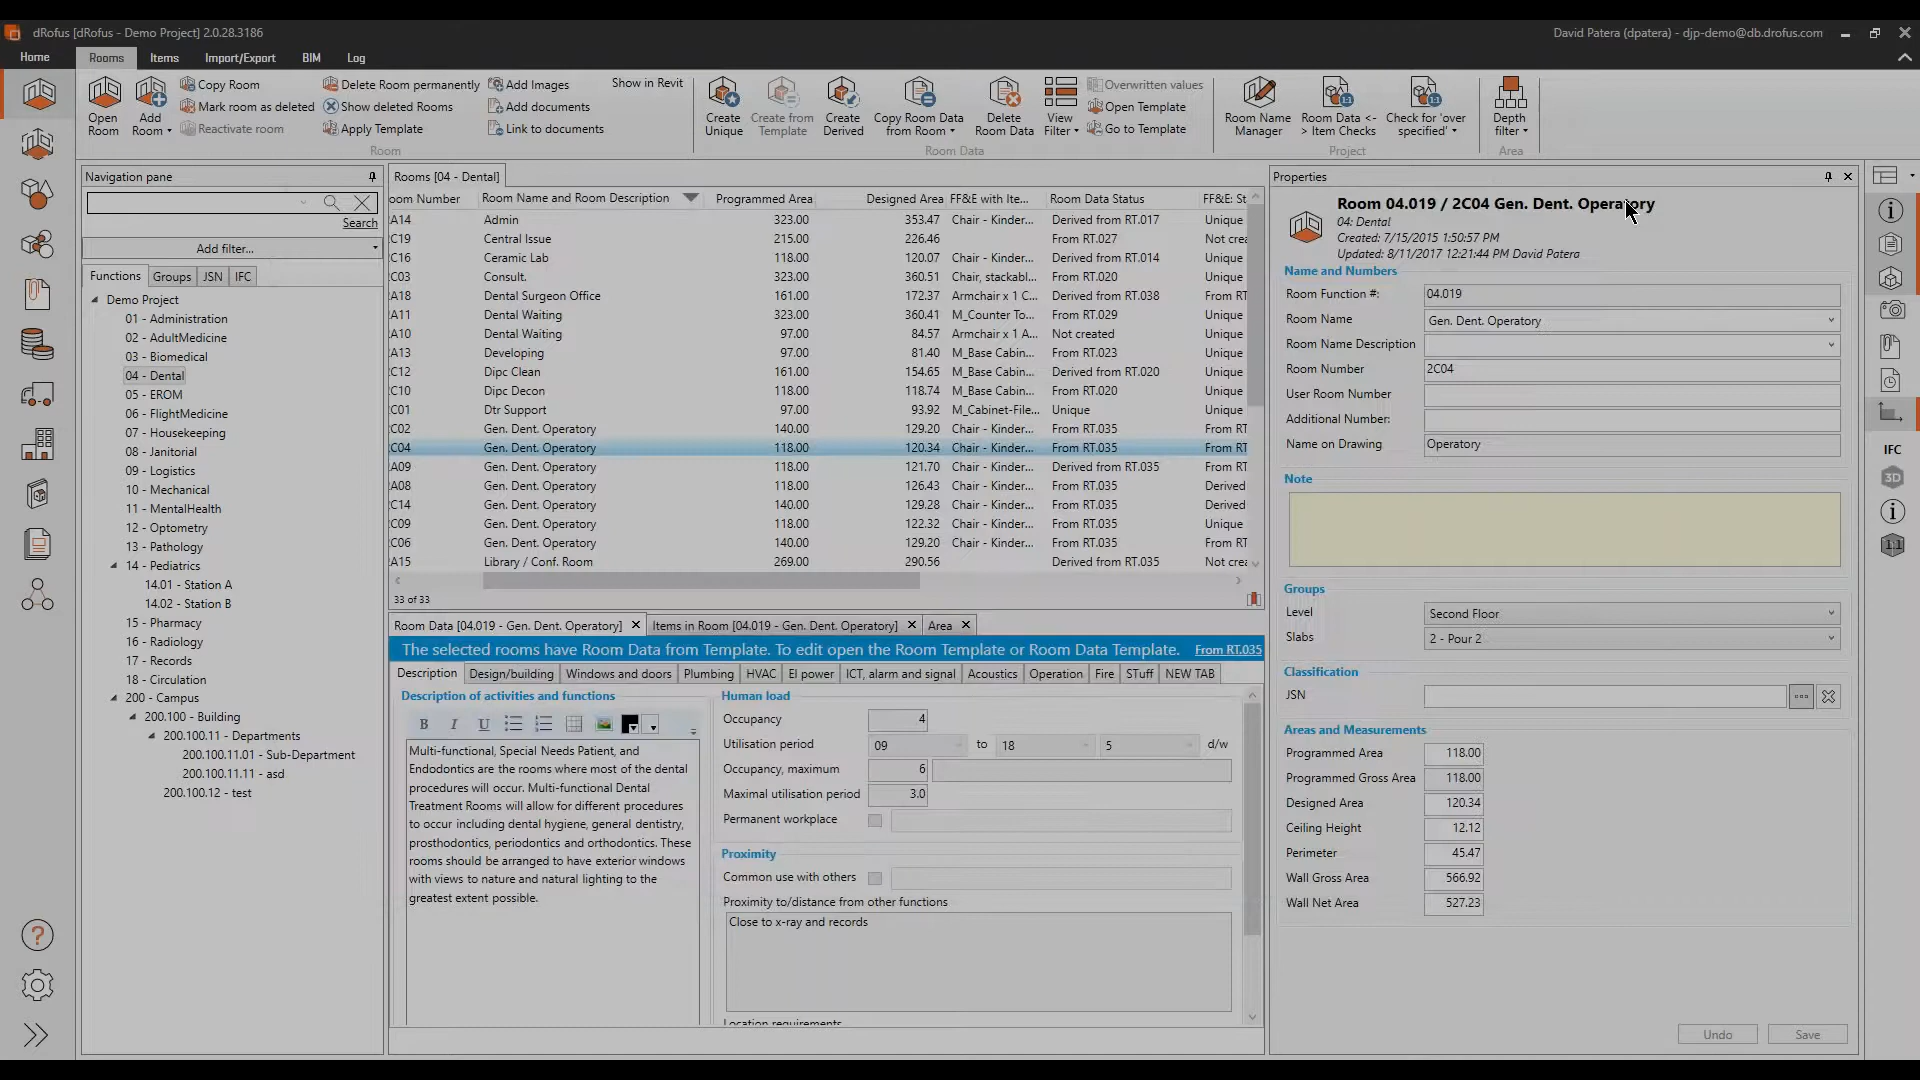 dRofus [dRofus - Demo Project] 2.0.28.3186
David Patera (dpatera) - djp-demo@db.drofus.com
Home Rooms Items Import/Export BIM Log
Open Room
Add Room
Copy Room
Mark room as deleted
Reactivate room
Delete Room permanently
Show deleted Rooms
Apply Template
Add Images
Add documents
Link to documents
Show in Revit
Room
Create Unique
Create from Template
Create Derived
Copy Room Data from Room
Delete Room Data
View Filter
Overwritten values
Open Template
Go to Template
Room Data
Room Name Manager
Room Data <- > Item Checks
Check for 'over specified'
Project
Depth filter
Area
Navigation pane
Search
Add filter...
Functions Groups JSN IFC
Demo Project
01 - Administration
02 - AdultMedicine
03 - Biomedical
04 - Dental
05 - EROM
06 - FlightMedicine
07 - Housekeeping
08 - Janitorial
09 - Logistics
10 - Mechanical
11 - MentalHealth
12 - Optometry
13 - Pathology
14 - Pediatrics
14.01 - Station A
14.02 - Station B
15 - Pharmacy
16 - Radiology
17 - Records
18 - Circulation
200 - Campus
200.100 - Building
200.100.11 - Departments
200.100.11.01 - Sub-Department
200.100.11.11 - asd
200.100.12 - test
Rooms [04 - Dental]
oom Number Room Name and Room Description Programmed Area Designed Area FF&E with Ite... Room Data Status FF&E: St
A14 Admin 323.00 353.47 Chair - Kinder... Derived from RT.017 Unique
C19 Central Issue 215.00 226.46 From RT.027 Not crea
C16 Ceramic Lab 118.00 120.07 Chair - Kinder... Derived from RT.014 Unique
C03 Consult. 323.00 360.51 Chair, stackabl... From RT.020 Unique
A18 Dental Surgeon Office 161.00 172.37 Armchair x 1 C... Derived from RT.038 From RT
A11 Dental Waiting 323.00 360.41 M_Counter To... From RT.029 Unique
A10 Dental Waiting 97.00 84.57 Armchair x 1 A... Not created Unique
A13 Developing 97.00 81.40 M_Base Cabin... From RT.023 Unique
C12 Dipc Clean 161.00 154.65 M_Base Cabin... Derived from RT.020 Unique
C10 Dipc Decon 118.00 118.74 M_Base Cabin... From RT.020 Unique
C01 Dtr Support 97.00 93.92 M_Cabinet-File... Unique Unique
C02 Gen. Dent. Operatory 140.00 129.20 Chair - Kinder... From RT.035 From RT
C04 Gen. Dent. Operatory 118.00 120.34 Chair - Kinder... From RT.035 From RT
A09 Gen. Dent. Operatory 118.00 121.70 Chair - Kinder... Derived from RT.035 From RT
A08 Gen. Dent. Operatory 118.00 126.43 Chair - Kinder... From RT.035 Derived
C14 Gen. Dent. Operatory 140.00 129.28 Chair - Kinder... From RT.035 Derived
C09 Gen. Dent. Operatory 118.00 122.32 Chair - Kinder... From RT.035 Unique
C06 Gen. Dent. Operatory 140.00 129.20 Chair - Kinder... From RT.035 From RT
A15 Library / Conf. Room 269.00 290.56 Derived from RT.035 Not crea
33 of 33
Room Data [04.019 - Gen. Dent. Operatory] Items in Room [04.019 - Gen. Dent. Operatory] Area
The selected rooms have Room Data from Template. To edit open the Room Template or Room Data Template. From RT.035
Description Design/building Windows and doors Plumbing HVAC El power ICT, alarm and signal Acoustics Operation Fire STuff NEW TAB
Description of activities and functions
B I U
Multi-functional, Special Needs Patient, and
Endodontics are the rooms where most of the dental
procedures will occur. Multi-functional Dental
Treatment Rooms will allow for different procedures
to occur including dental hygiene, general dentistry,
prosthodontics, periodontics and orthodontics. These
rooms should be arranged to have exterior windows
with views to nature and natural lighting to the
greatest extent possible.
Human load
Occupancy 4
Utilisation period 09 to 18 5 d/w
Occupancy, maximum 6
Maximal utilisation period 3.0
Permanent workplace
Proximity
Common use with others
Proximity to/distance from other functions
Close to x-ray and records
Location requirements
Properties
Room 04.019 / 2C04 Gen. Dent. Operatory
04: Dental
Created: 7/15/2015 1:50:57 PM
Updated: 8/11/2017 12:21:44 PM David Patera
Name and Numbers
Room Function #: 04.019
Room Name Gen. Dent. Operatory
Room Name Description
Room Number 2C04
User Room Number
Additional Number:
Name on Drawing Operatory
Note
Groups
Level Second Floor
Slabs 2 - Pour 2
Classification
JSN
Areas and Measurements
Programmed Area 118.00
Programmed Gross Area 118.00
Designed Area 120.34
Ceiling Height 12.12
Perimeter 45.47
Wall Gross Area 566.92
Wall Net Area 527.23
Undo Save
IFC
3D
1:1